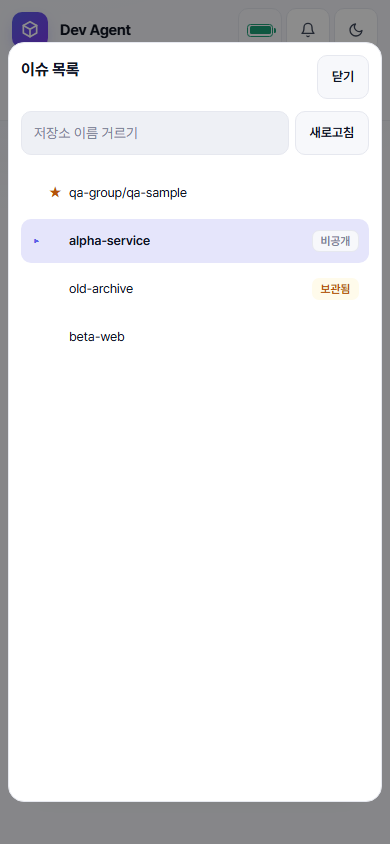 Dev Agent
이슈 목록
닫기
저장소 이름 거르기
새로고침
★ qa-group/qa-sample
▸ alpha-service 비공개
old-archive 보관됨
beta-web